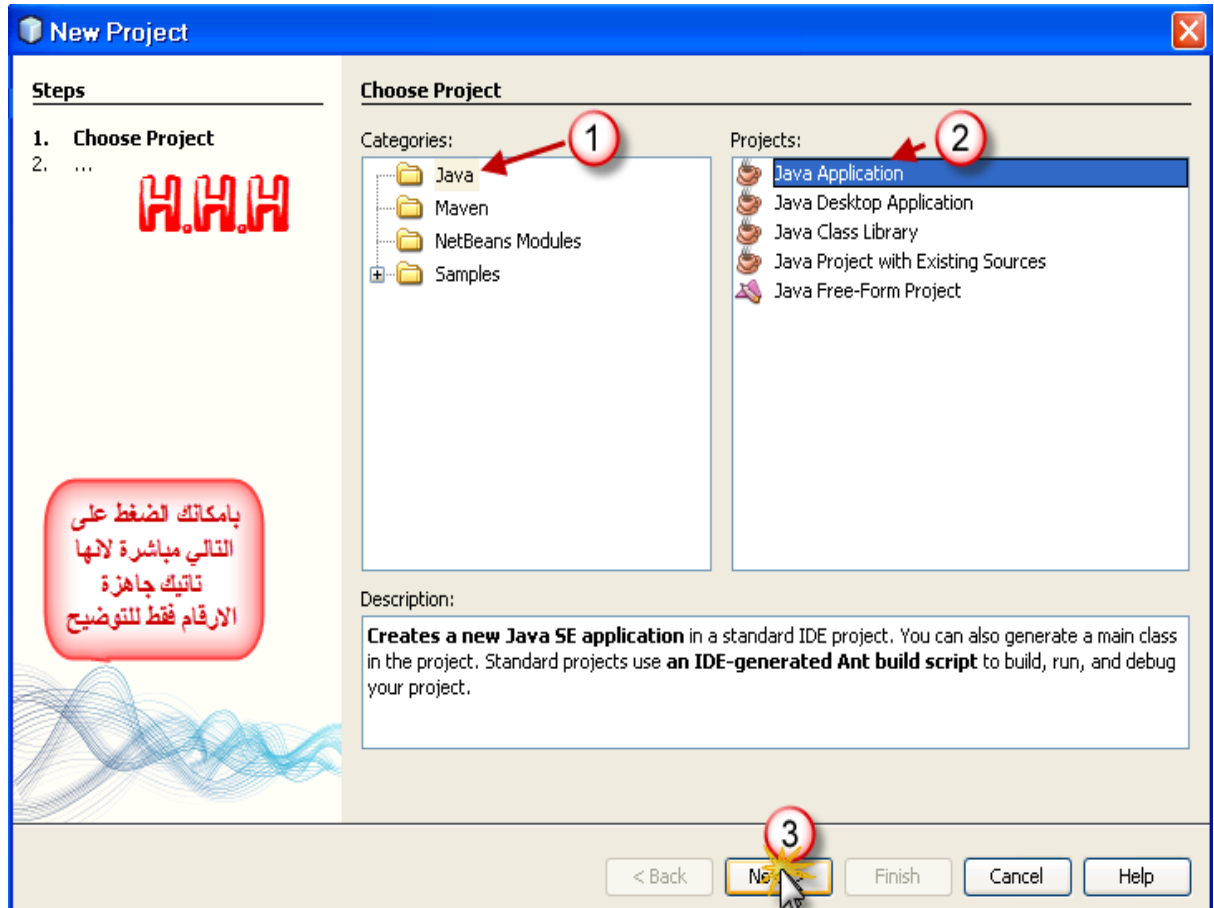 New Project
Steps
1. Choose Project
2. ...
H.H.H
بامكانك الضغط على
التالي مباشرة لانها
تاتيك جاهزة
الارقام فقط للتوضيح
Choose Project
Categories:
1
Java
Maven
NetBeans Modules
Samples
Projects:
2
Java Application
Java Desktop Application
Java Class Library
Java Project with Existing Sources
Java Free-Form Project
Description:
Creates a new Java SE application in a standard IDE project. You can also generate a main class
in the project. Standard projects use an IDE-generated Ant build script to build, run, and debug
your project.
3
< Back Finish Cancel Help